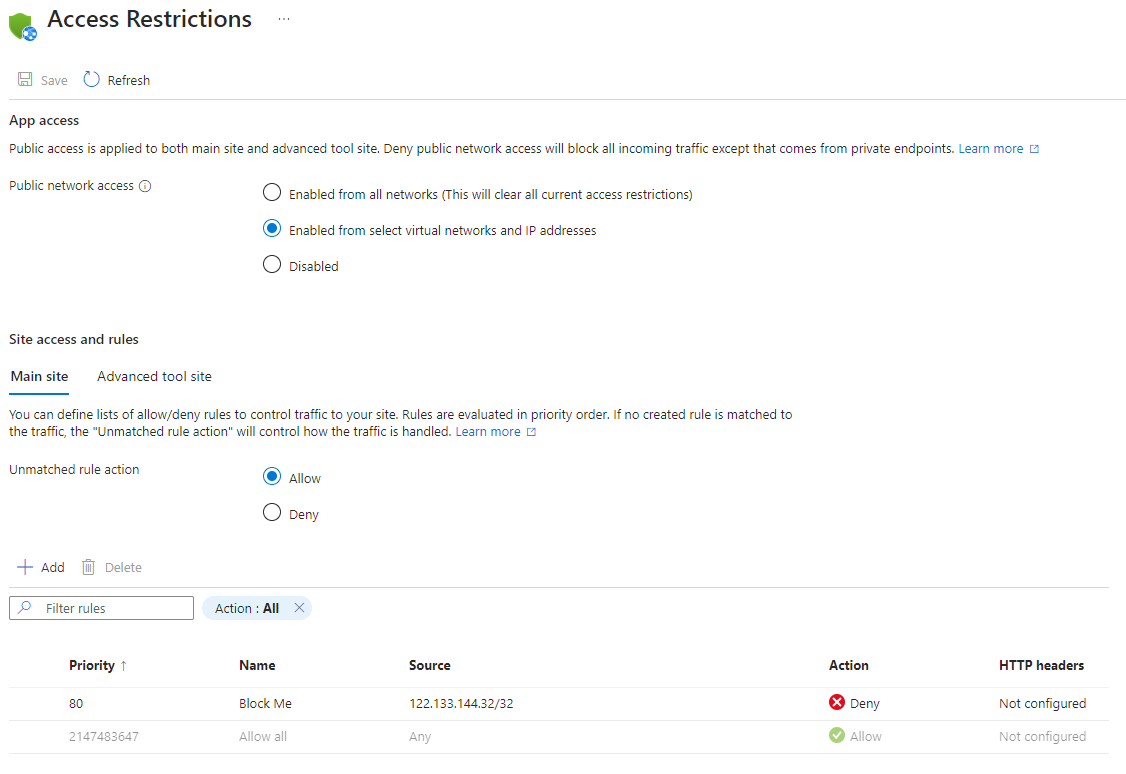 Access Restrictions ...
Save Refresh
App access
Public access is applied to both main site and advanced tool site. Deny public network access will block all incoming traffic except that comes from private endpoints. Learn more
Public network access
Enabled from all networks (This will clear all current access restrictions)
Enabled from select virtual networks and IP addresses
Disabled
Site access and rules
Main site Advanced tool site
You can define lists of allow/deny rules to control traffic to your site. Rules are evaluated in priority order. If no created rule is matched to
the traffic, the "Unmatched rule action" will control how the traffic is handled. Learn more
Unmatched rule action
Allow
Deny
Add Delete
Filter rules Action : All
Priority ↑ Name Source Action HTTP headers
80 Block Me 122.133.144.32/32 Deny Not configured
2147483647 Allow all Any Allow Not configured